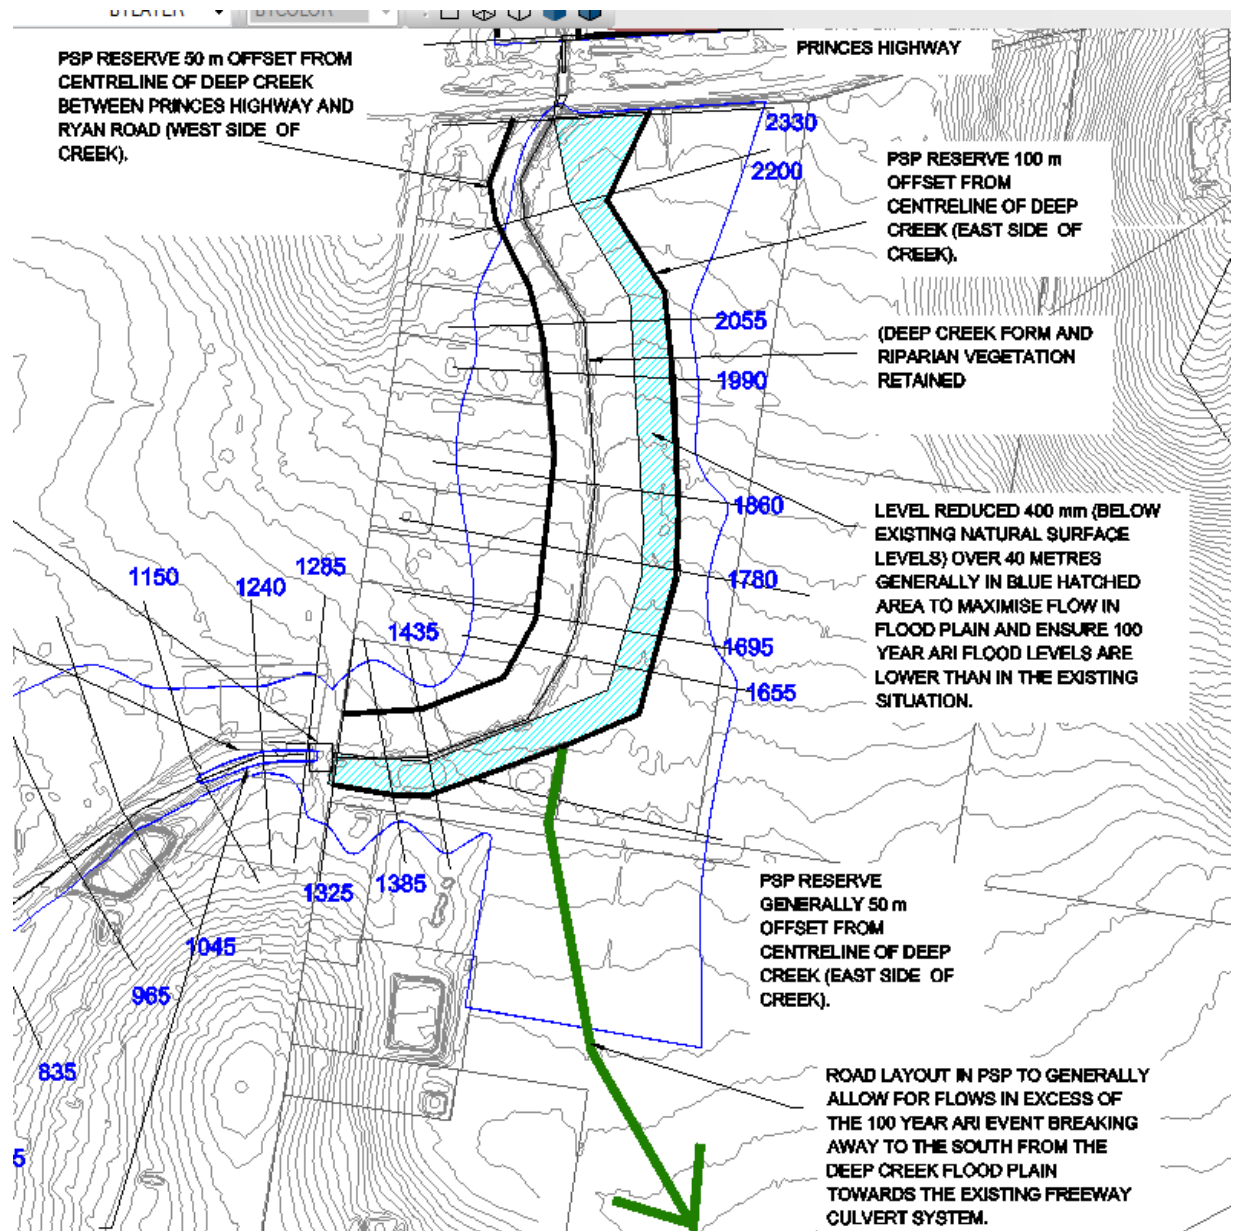 BYLAYER
BYCOLOR
PSP RESERVE 50 m OFFSET FROM
CENTRELINE OF DEEP CREEK
BETWEEN PRINCES HIGHWAY AND
RYAN ROAD (WEST SIDE OF
CREEK).
PRINCES HIGHWAY
2330
2200
PSP RESERVE 100 m
OFFSET FROM
CENTRELINE OF DEEP
CREEK (EAST SIDE OF
CREEK).
2055
1990
(DEEP CREEK FORM AND
RIPARIAN VEGETATION
RETAINED
1860
1780
1695
1655
LEVEL REDUCED 400 mm (BELOW
EXISTING NATURAL SURFACE
LEVELS) OVER 40 METRES
GENERALLY IN BLUE HATCHED
AREA TO MAXIMISE FLOW IN
FLOOD PLAIN AND ENSURE 100
YEAR ARI FLOOD LEVELS ARE
LOWER THAN IN THE EXISTING
SITUATION.
1150
1240
1285
1435
1325
1385
1045
965
835
5
PSP RESERVE
GENERALLY 50 m
OFFSET FROM
CENTRELINE OF DEEP
CREEK (EAST SIDE OF
CREEK).
ROAD LAYOUT IN PSP TO GENERALLY
ALLOW FOR FLOWS IN EXCESS OF
THE 100 YEAR ARI EVENT BREAKING
AWAY TO THE SOUTH FROM THE
DEEP CREEK FLOOD PLAIN
TOWARDS THE EXISTING FREEWAY
CULVERT SYSTEM.